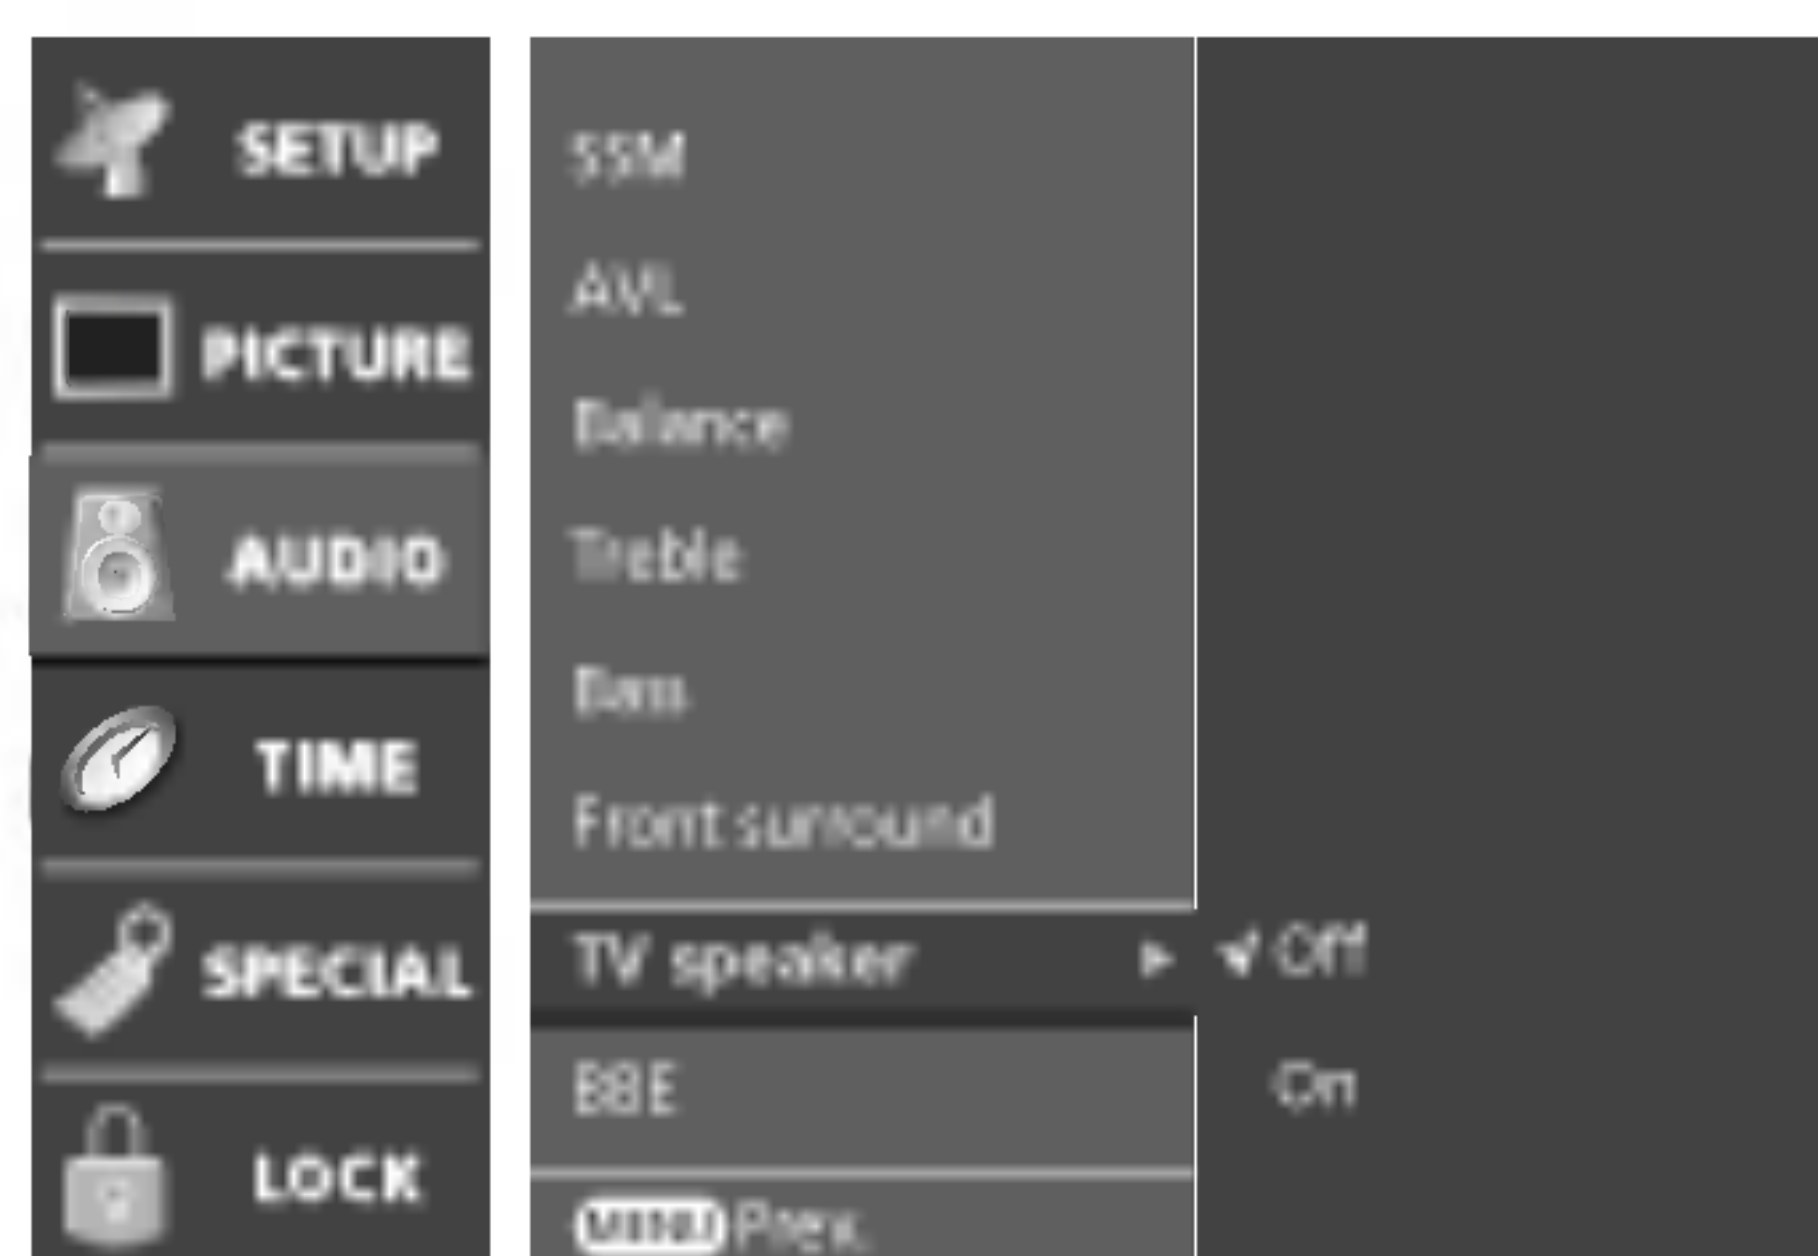 SETUP
PICTURE
AUDIO
TIME
SPECIAL
LOCK
SSM
AVL
Balance
Treble
Bass
Front surround
TV speaker
Off
On
BBE
MENU Prev.